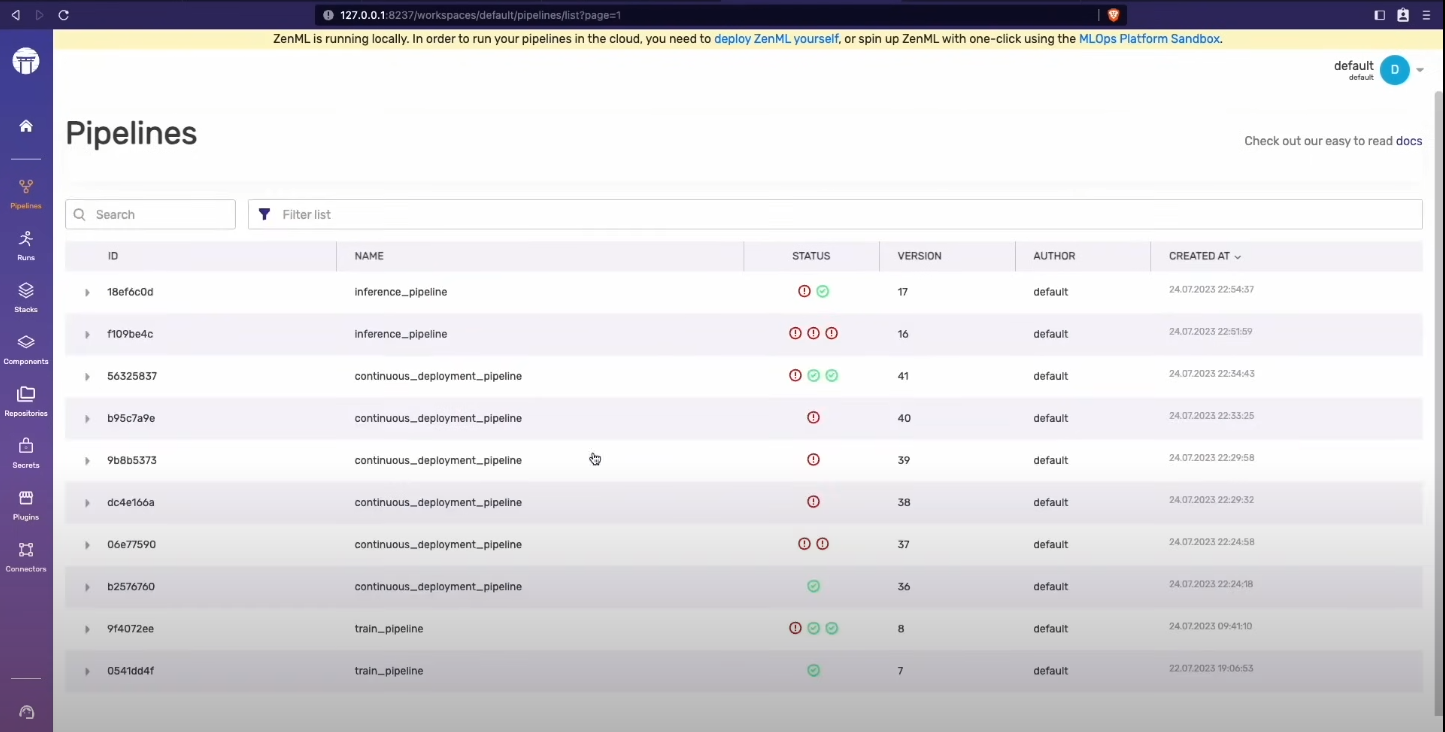 127.0.0.1:8237/workspaces/default/pipelines/list?page=1
ZenML is running locally. In order to run your pipelines in the cloud, you need to deploy ZenML yourself, or spin up ZenML with one-click using the MLOps Platform Sandbox.
default
default
D
Pipelines
Check out our easy to read docs
Search
Filter list
ID NAME STATUS VERSION AUTHOR CREATED AT
18ef6c0d inference_pipeline 17 default 24.07.2023 22:54:37
f109be4c inference_pipeline 16 default 24.07.2023 22:51:59
56325837 continuous_deployment_pipeline 41 default 24.07.2023 22:34:43
b95c7a9e continuous_deployment_pipeline 40 default 24.07.2023 22:33:25
9b8b5373 continuous_deployment_pipeline 39 default 24.07.2023 22:29:58
dc4e166a continuous_deployment_pipeline 38 default 24.07.2023 22:29:32
06e77590 continuous_deployment_pipeline 37 default 24.07.2023 22:24:58
b2576760 continuous_deployment_pipeline 36 default 24.07.2023 22:24:18
9f4072ee train_pipeline 8 default 24.07.2023 09:41:10
0541dd4f train_pipeline 7 default 22.07.2023 19:06:53
Pipelines
Runs
Stacks
Components
Repositories
Secrets
Plugins
Connectors